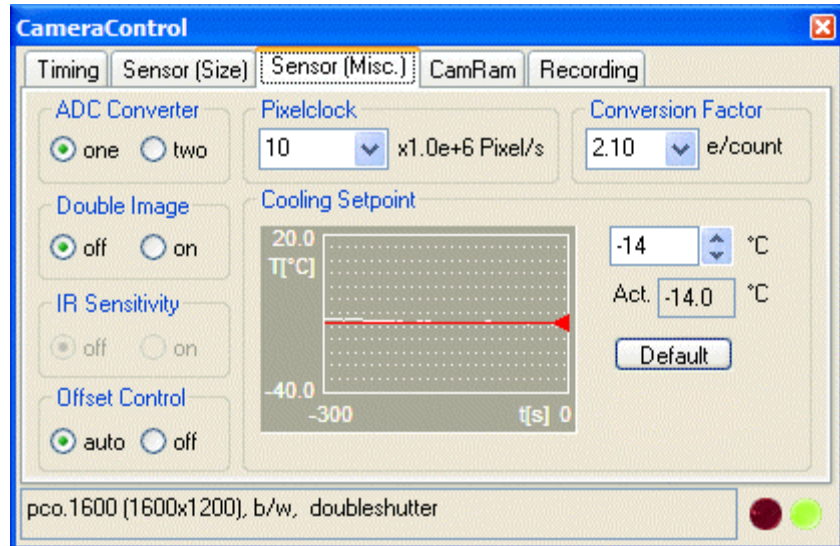 CameraControl
Timing Sensor (Size) Sensor (Misc.) CamRam Recording
ADC Converter
one two
Pixelclock
10 x1.0e+6 Pixel/s
Conversion Factor
2.10 e/count
Double Image
off on
IR Sensitivity
off on
Offset Control
auto off
Cooling Setpoint
20.0
T[°C]
-40.0
-300 t[s] 0
-14 °C
Act. -14.0 °C
Default
pco.1600 (1600x1200), b/w, doubleshutter